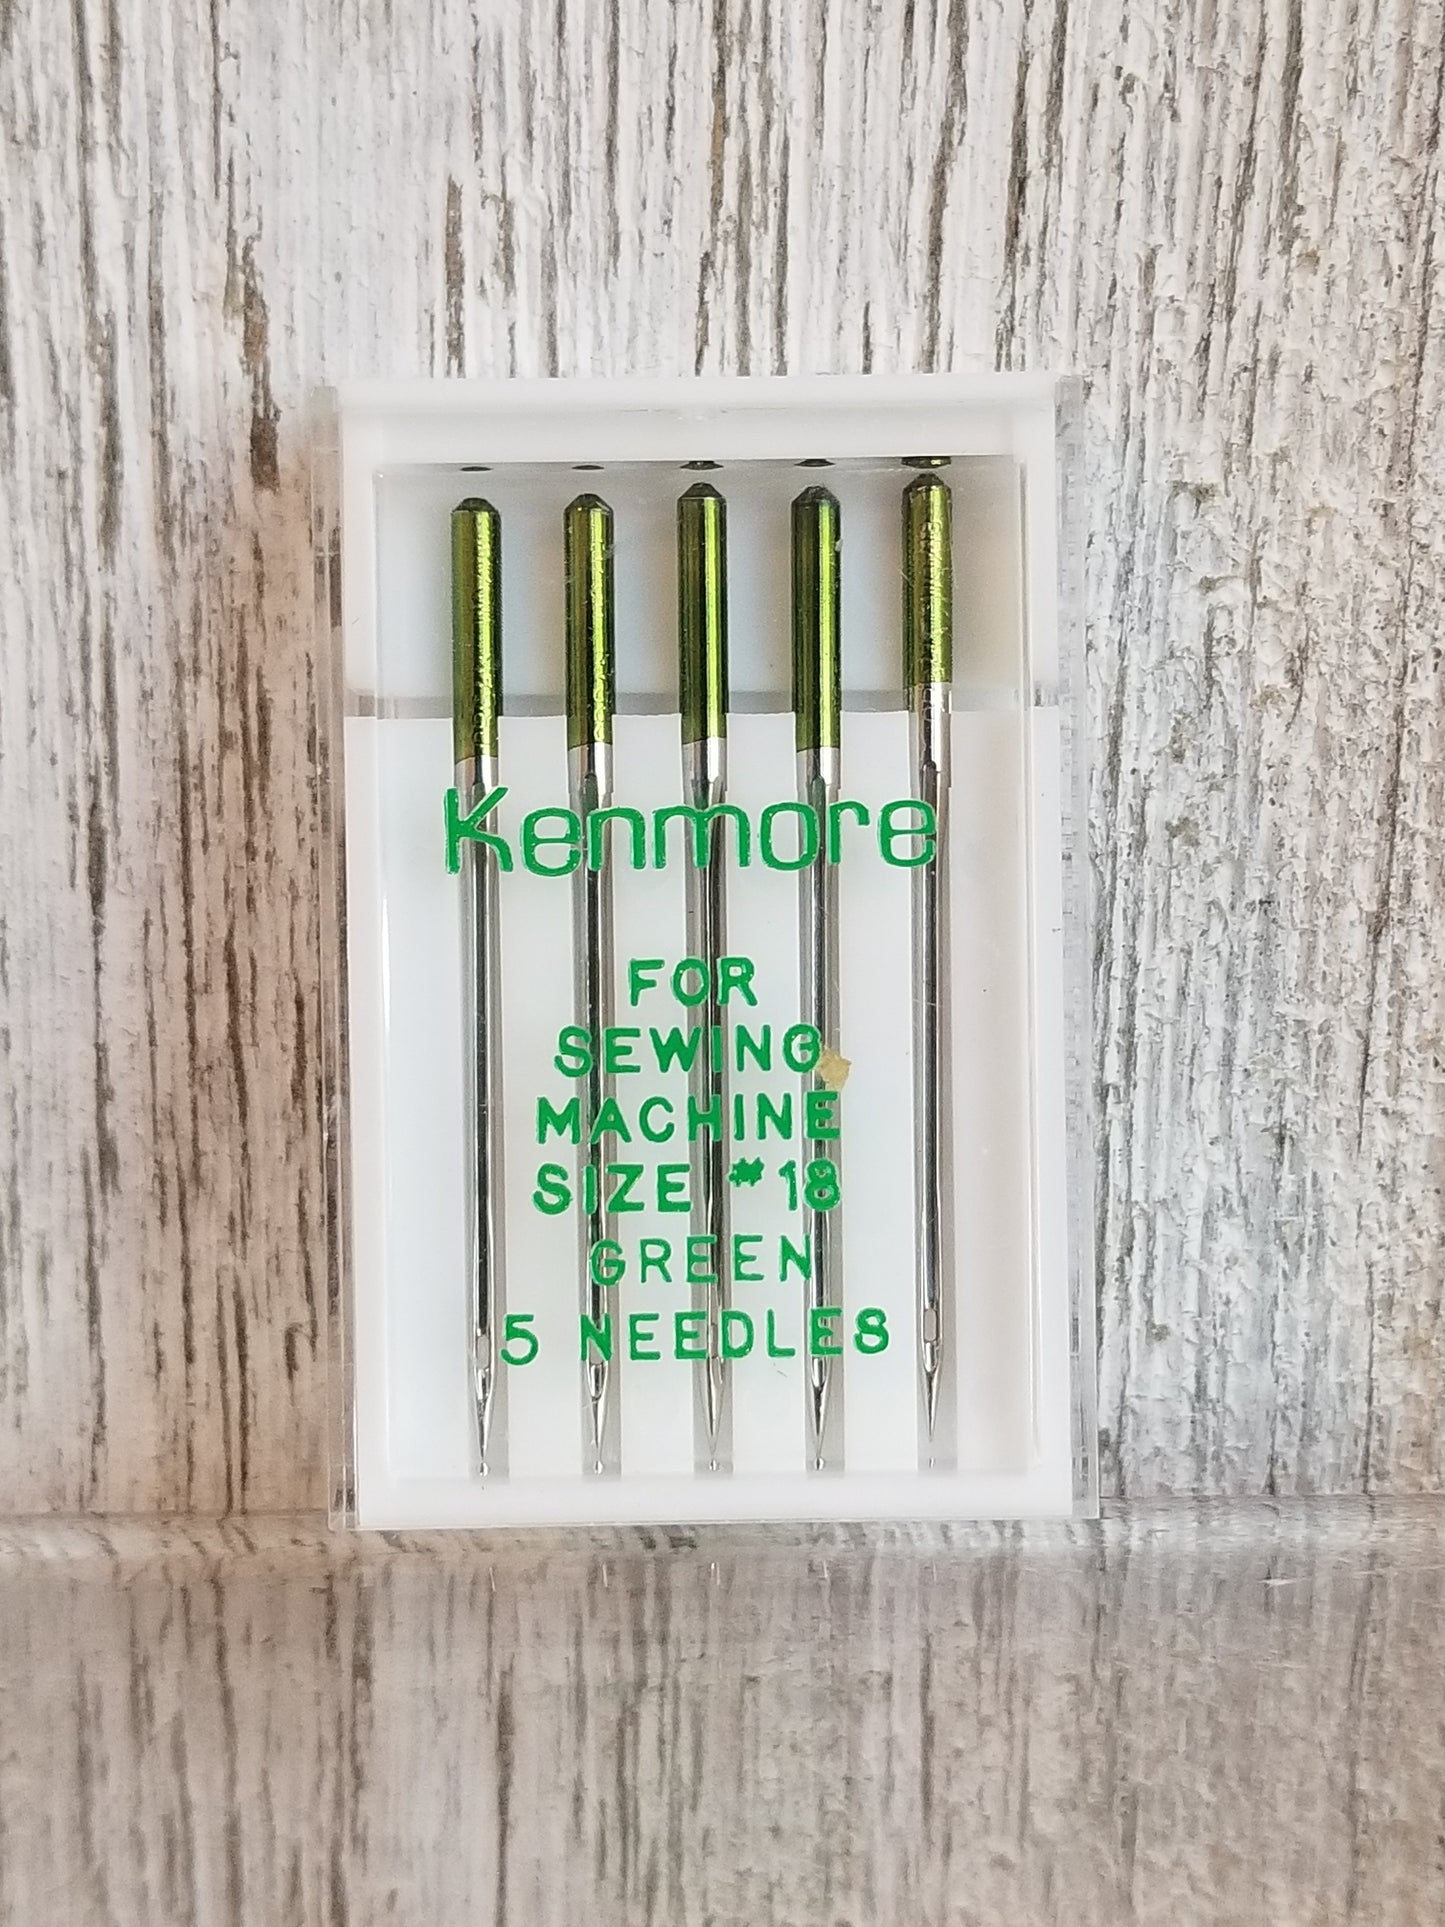 Kenmore
FOR
SEWING
MACHINE
SIZE #18
GREEN
5 NEEDLES